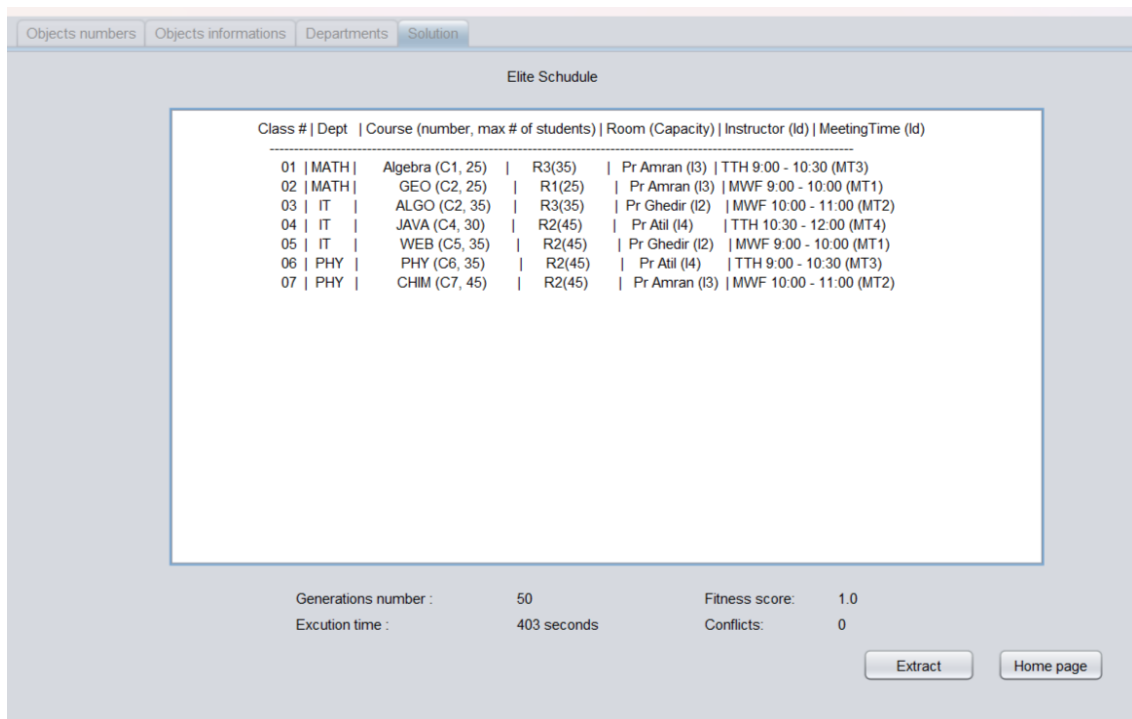 Objects numbers
Objects informations
Departments
Solution
Elite Schudule
Class # | Dept | Course (number, max # of students) | Room (Capacity) | Instructor (Id) | MeetingTime (Id)
-----------------------------------------------------------------------------------------------------------------------------
01 | MATH | Algebra (C1, 25) | R3(35) | Pr Amran (I3) | TTH 9:00 - 10:30 (MT3)
02 | MATH | GEO (C2, 25) | R1(25) | Pr Amran (I3) | MWF 9:00 - 10:00 (MT1)
03 | IT | ALGO (C2, 35) | R3(35) | Pr Ghedir (I2) | MWF 10:00 - 11:00 (MT2)
04 | IT | JAVA (C4, 30) | R2(45) | Pr Atil (I4) | TTH 10:30 - 12:00 (MT4)
05 | IT | WEB (C5, 35) | R2(45) | Pr Ghedir (I2) | MWF 9:00 - 10:00 (MT1)
06 | PHY | PHY (C6, 35) | R2(45) | Pr Atil (I4) | TTH 9:00 - 10:30 (MT3)
07 | PHY | CHIM (C7, 45) | R2(45) | Pr Amran (I3) | MWF 10:00 - 11:00 (MT2)
Generations number : 50 Fitness score: 1.0
Excution time : 403 seconds Conflicts: 0
Extract
Home page